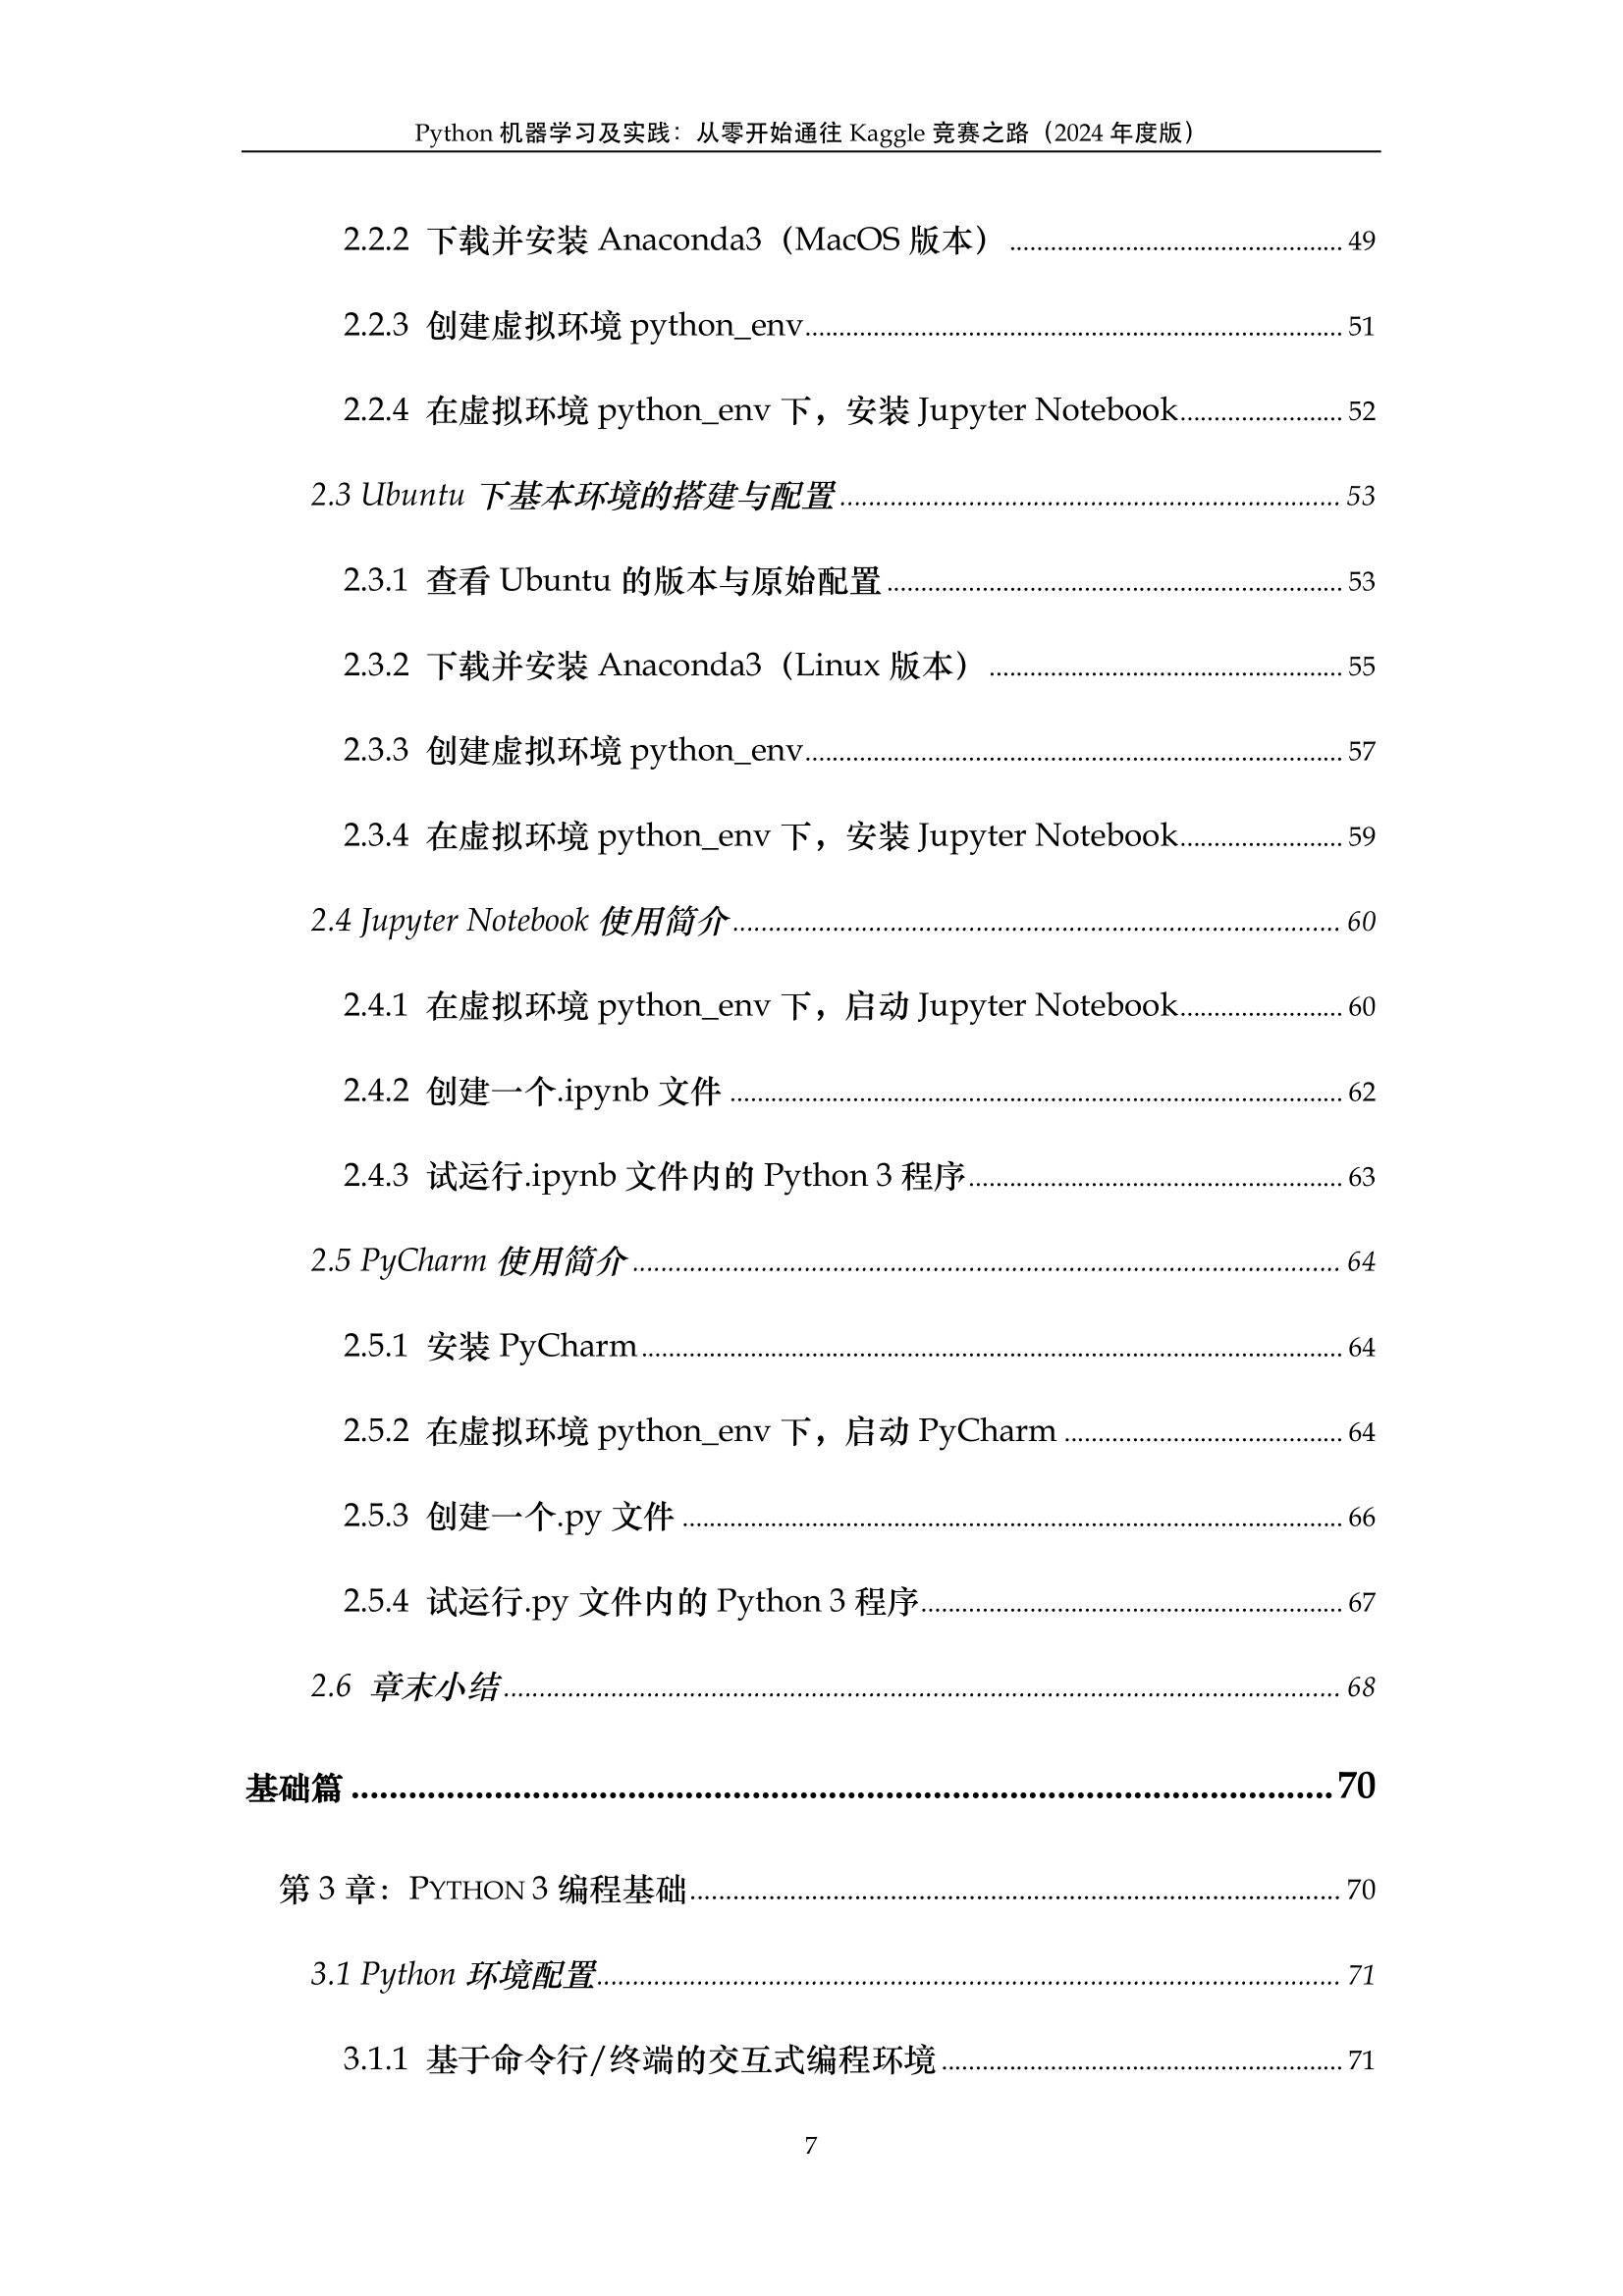 Python 机器学习及实践：从零开始通往 Kaggle 竞赛之路（2024 年度版）
2.2.2 下载并安装 Anaconda3（MacOS 版本） 49
2.2.3 创建虚拟环境 python_env 51
2.2.4 在虚拟环境 python_env 下，安装 Jupyter Notebook 52
2.3 Ubuntu 下基本环境的搭建与配置 53
2.3.1 查看 Ubuntu 的版本与原始配置 53
2.3.2 下载并安装 Anaconda3（Linux 版本） 55
2.3.3 创建虚拟环境 python_env 57
2.3.4 在虚拟环境 python_env 下，安装 Jupyter Notebook 59
2.4 Jupyter Notebook 使用简介 60
2.4.1 在虚拟环境 python_env 下，启动 Jupyter Notebook 60
2.4.2 创建一个.ipynb 文件 62
2.4.3 试运行.ipynb 文件内的 Python 3 程序 63
2.5 PyCharm 使用简介 64
2.5.1 安装 PyCharm 64
2.5.2 在虚拟环境 python_env 下，启动 PyCharm 64
2.5.3 创建一个.py 文件 66
2.5.4 试运行.py 文件内的 Python 3 程序 67
2.6 章末小结 68
基础篇 70
第 3 章：PYTHON 3 编程基础 70
3.1 Python 环境配置 71
3.1.1 基于命令行/终端的交互式编程环境 71
7